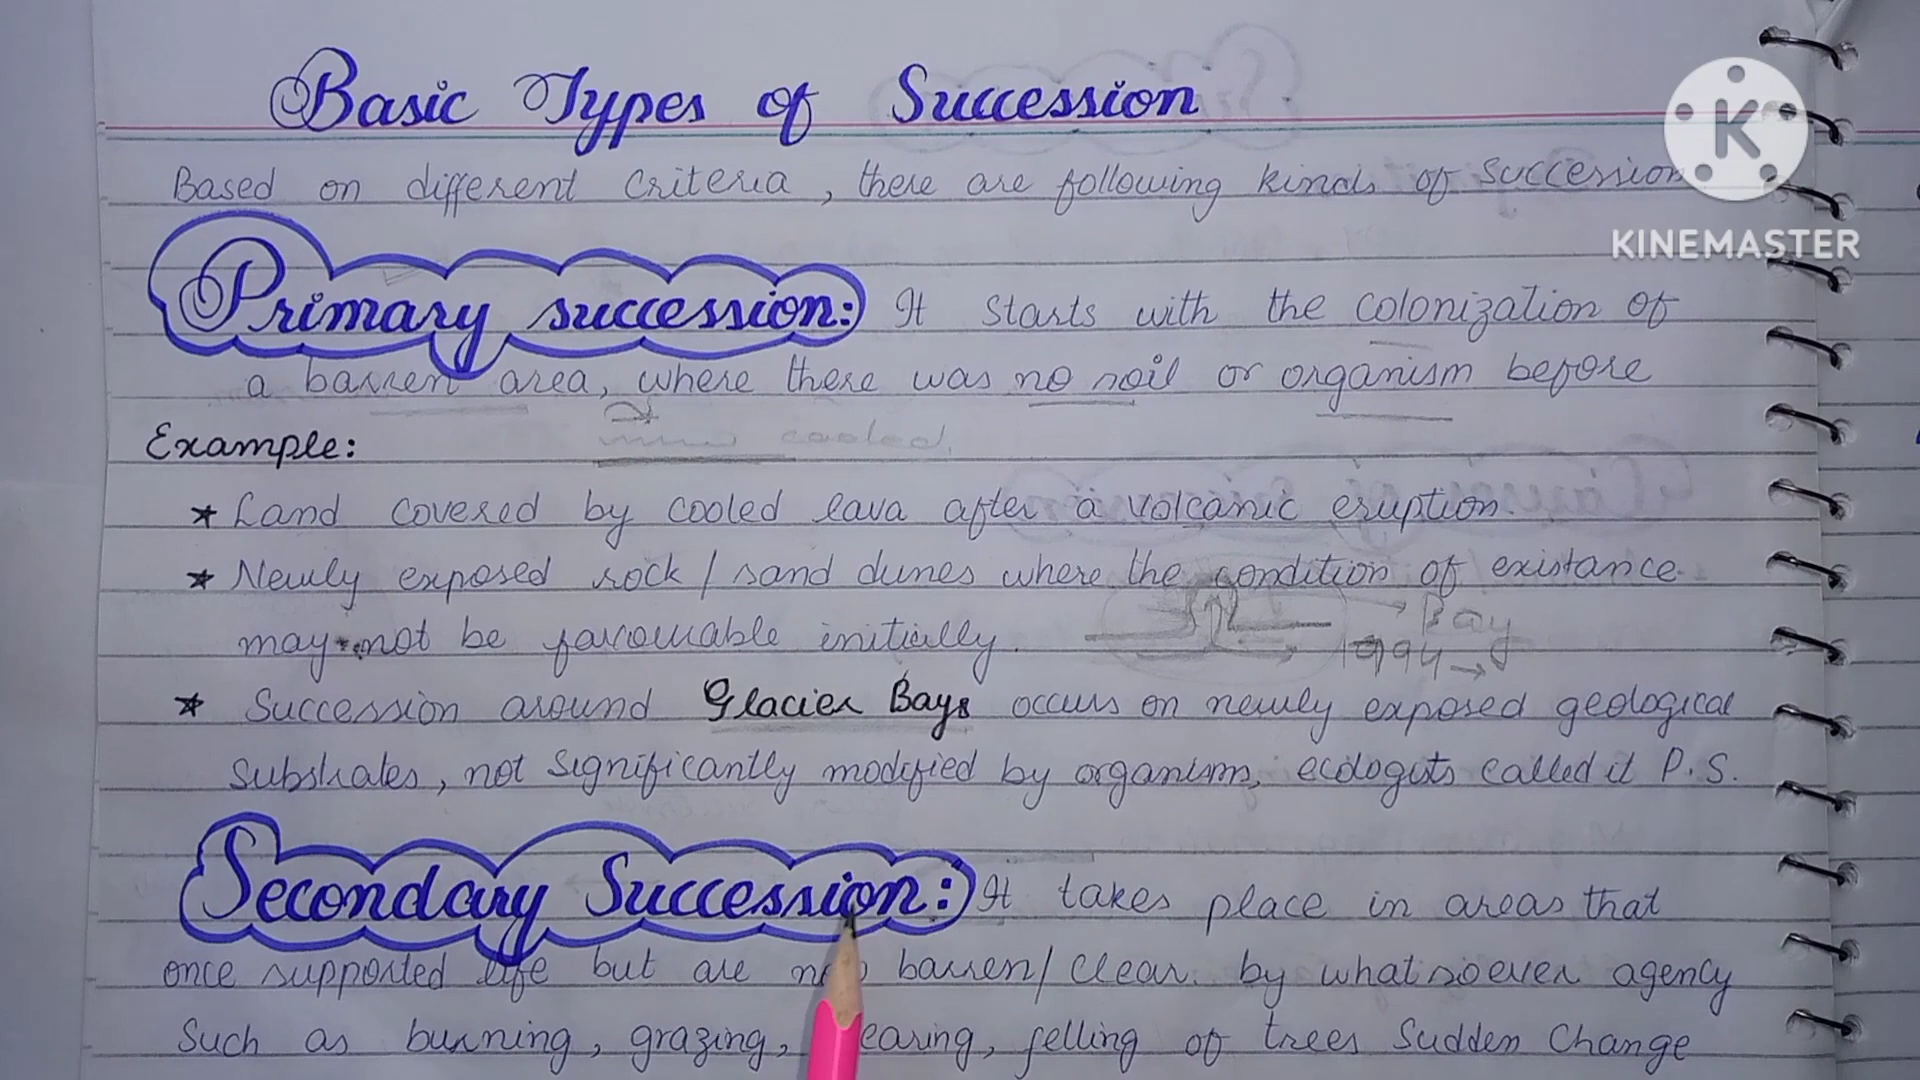 Basic Types of Succession
Based on different criteria, there are following kinds of succession
KINEMASTER
Primary succession: It starts with the colonization of
a barren area, where there was no soil or organism before
cooled
Example:
★ Land covered by cooled lava after a volcanic eruption.
★ Newly exposed rock / sand dunes where the condition of existance
may not be favourable initially.
Bay
1994 →
★ Succession around Glacier Bays occurs on newly exposed geological
substrates, not significantly modified by organisms, ecologists called it P.S.
Secondary Succession: It takes place in areas that
once supported life but are barren/clear by whatsoever agency
Such as burning, grazing, felling of trees Sudden Change